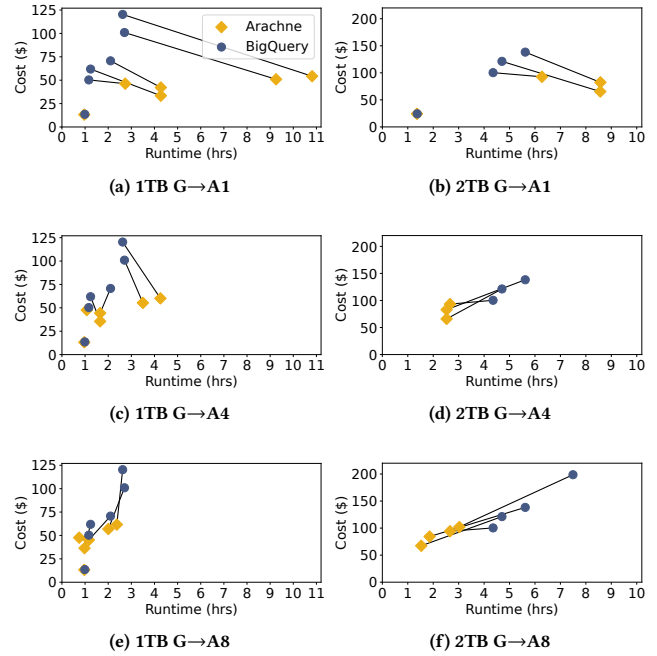 125
100
75
50
25
0
Cost ($)
0 1 2 3 4 5 6 7 8 9 10 11
Runtime (hrs)
Arachne
BigQuery
(a) 1TB G→A1
200
150
100
50
0
Cost ($)
0 1 2 3 4 5 6 7 8 9 10
Runtime (hrs)
(b) 2TB G→A1
125
100
75
50
25
0
Cost ($)
0 1 2 3 4 5 6 7 8 9 10 11
Runtime (hrs)
(c) 1TB G→A4
200
150
100
50
0
Cost ($)
0 1 2 3 4 5 6 7 8 9 10
Runtime (hrs)
(d) 2TB G→A4
125
100
75
50
25
0
Cost ($)
0 1 2 3 4 5 6 7 8 9 10 11
Runtime (hrs)
(e) 1TB G→A8
200
150
100
50
0
Cost ($)
0 1 2 3 4 5 6 7 8 9 10
Runtime (hrs)
(f) 2TB G→A8